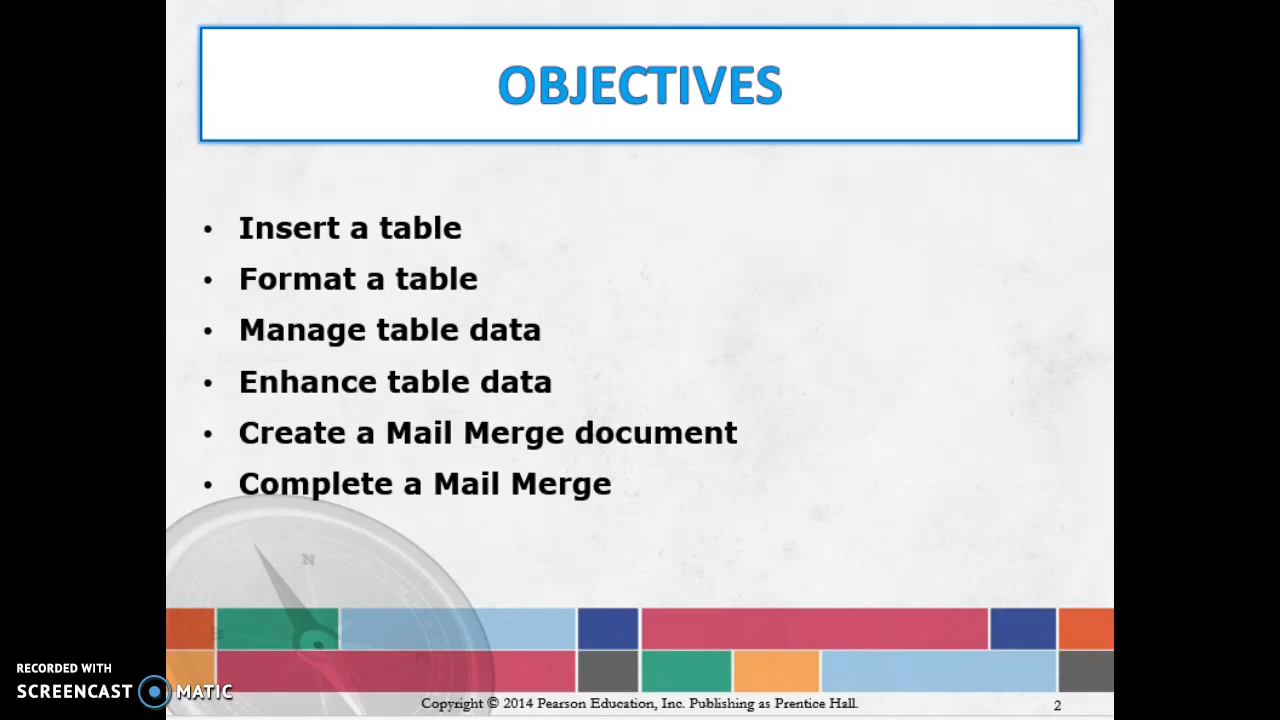 OBJECTIVES
• Insert a table
• Format a table
• Manage table data
• Enhance table data
• Create a Mail Merge document
• Complete a Mail Merge
N
RECORDED WITH
SCREENCAST MATIC
Copyright © 2014 Pearson Education, Inc. Publishing as Prentice Hall.
2